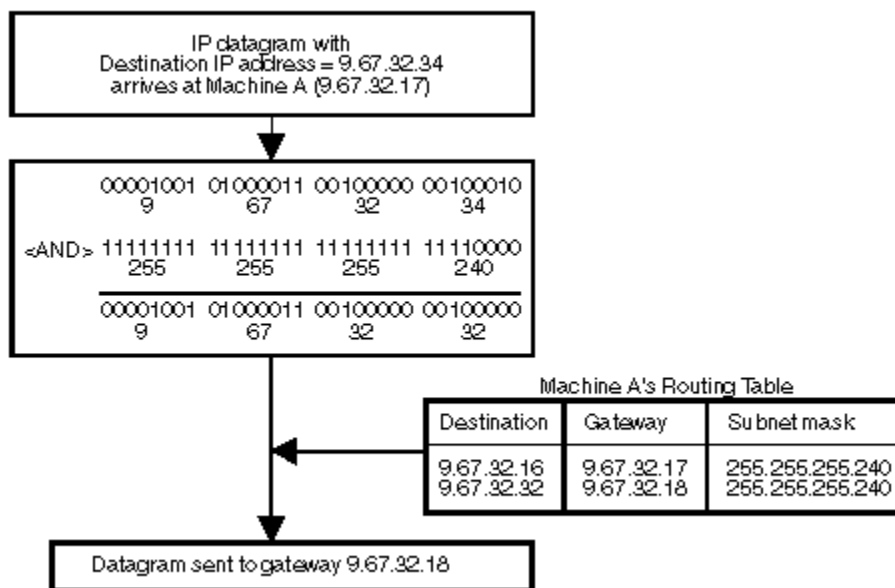 IP datagram with
Destination IP address = 9.67.32.34
arrives at Machine A (9.67.32.17)
00001001 01000011 00100000 00100010
9 67 32 34
<AND> 11111111 11111111 11111111 11110000
255 255 255 240
00001001 01000011 00100000 00100000
9 67 32 32
Machine A's Routing Table
Destination Gateway Subnet mask
9.67.32.16 9.67.32.17 255.255.255.240
9.67.32.32 9.67.32.18 255.255.255.240
Datagram sent to gateway 9.67.32.18